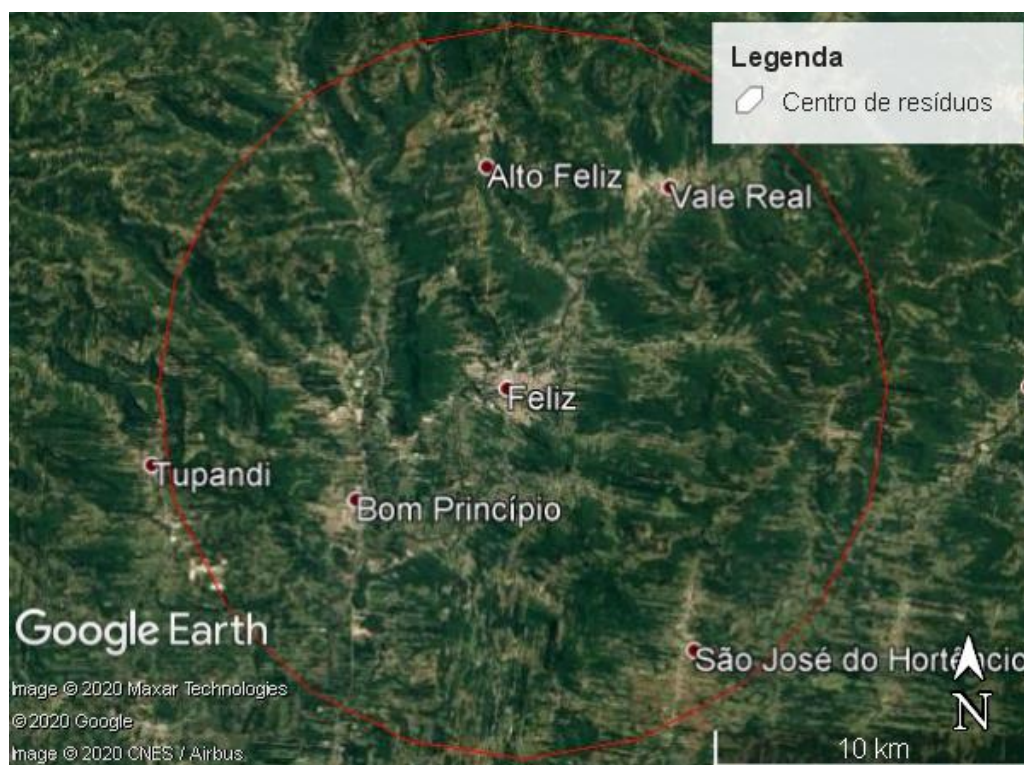 Legenda
Centro de resíduos
Alto Feliz
Vale Real
Feliz
Tupandi
Bom Princípio
Google Earth
São José do Hortêncio
Image © 2020 Maxar Technologies
© 2020 Google
Image © 2020 CNES / Airbus
N
10 km